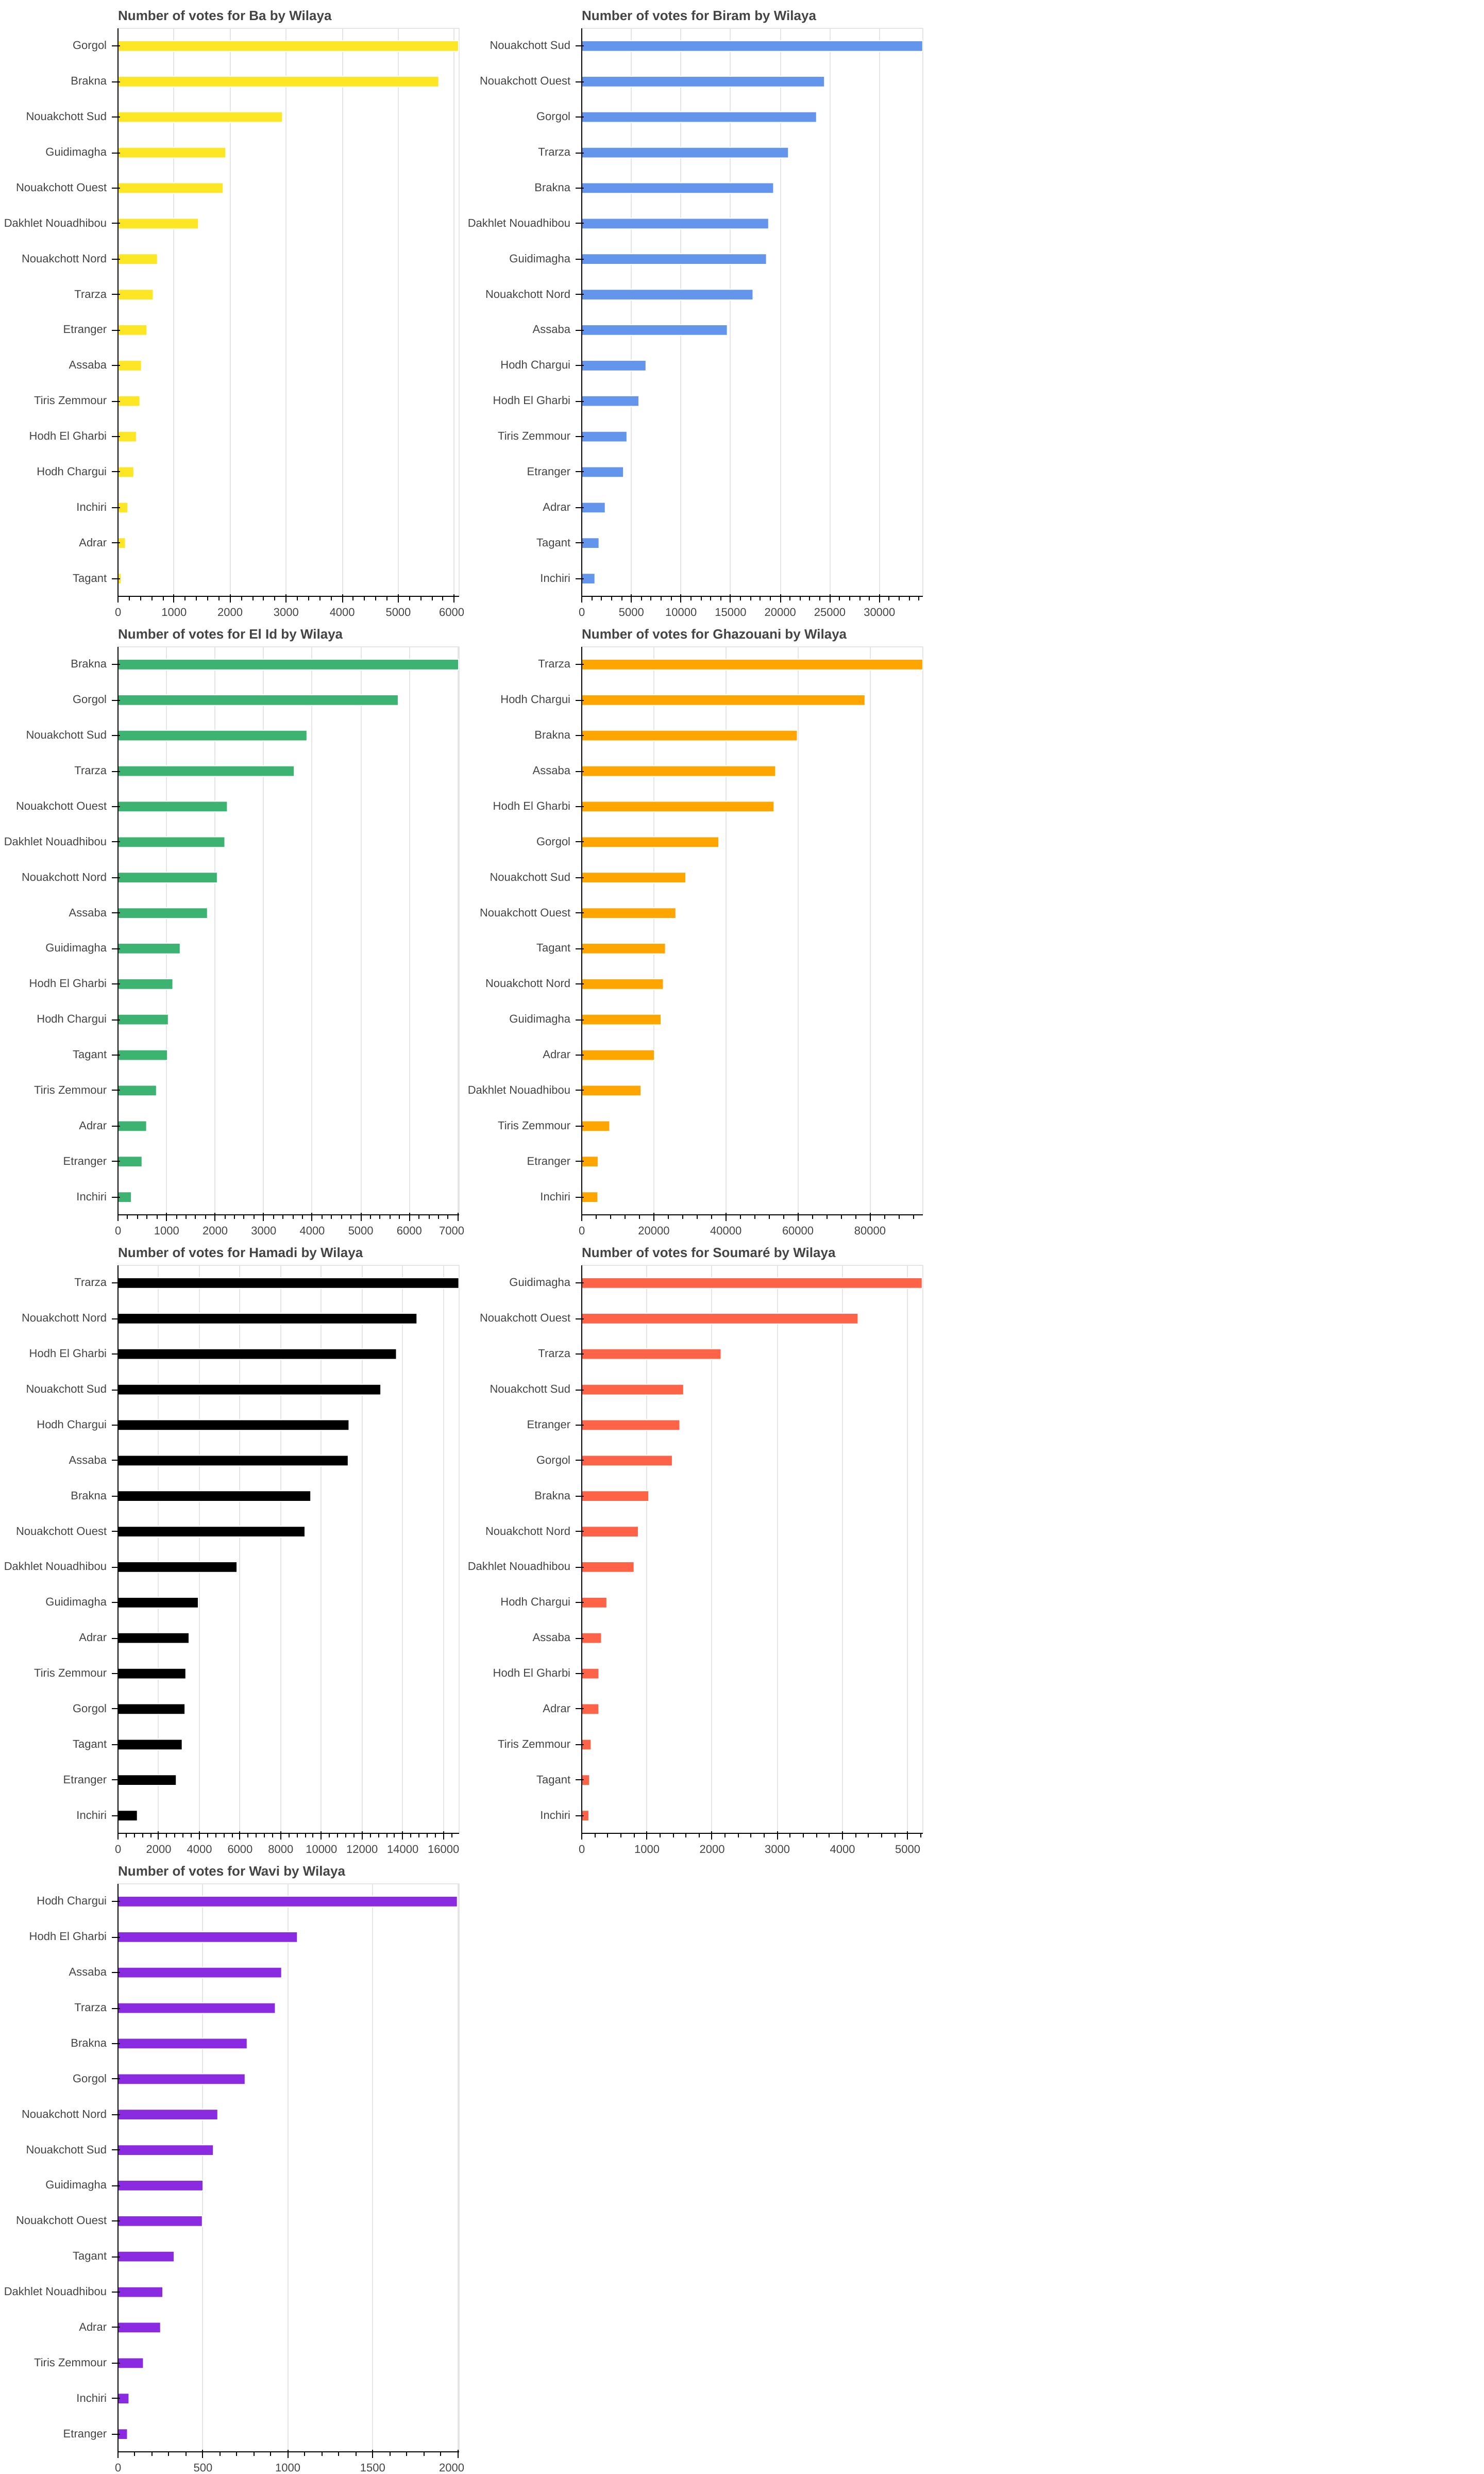 Number of votes for Ba by Wilaya
Gorgol
Brakna
Nouakchott Sud
Guidimagha
Nouakchott Ouest
Dakhlet Nouadhibou
Nouakchott Nord
Trarza
Etranger
Assaba
Tiris Zemmour
Hodh El Gharbi
Hodh Chargui
Inchiri
Adrar
Tagant
0 1000 2000 3000 4000 5000 6000
Number of votes for Biram by Wilaya
Nouakchott Sud
Nouakchott Ouest
Gorgol
Trarza
Brakna
Dakhlet Nouadhibou
Guidimagha
Nouakchott Nord
Assaba
Hodh Chargui
Hodh El Gharbi
Tiris Zemmour
Etranger
Adrar
Tagant
Inchiri
0 5000 10000 15000 20000 25000 30000
Number of votes for El Id by Wilaya
Brakna
Gorgol
Nouakchott Sud
Trarza
Nouakchott Ouest
Dakhlet Nouadhibou
Nouakchott Nord
Assaba
Guidimagha
Hodh El Gharbi
Hodh Chargui
Tagant
Tiris Zemmour
Adrar
Etranger
Inchiri
0 1000 2000 3000 4000 5000 6000 7000
Number of votes for Ghazouani by Wilaya
Trarza
Hodh Chargui
Brakna
Assaba
Hodh El Gharbi
Gorgol
Nouakchott Sud
Nouakchott Ouest
Tagant
Nouakchott Nord
Guidimagha
Adrar
Dakhlet Nouadhibou
Tiris Zemmour
Etranger
Inchiri
0 20000 40000 60000 80000
Number of votes for Hamadi by Wilaya
Trarza
Nouakchott Nord
Hodh El Gharbi
Nouakchott Sud
Hodh Chargui
Assaba
Brakna
Nouakchott Ouest
Dakhlet Nouadhibou
Guidimagha
Adrar
Tiris Zemmour
Gorgol
Tagant
Etranger
Inchiri
0 2000 4000 6000 8000 10000 12000 14000 16000
Number of votes for Soumaré by Wilaya
Guidimagha
Nouakchott Ouest
Trarza
Nouakchott Sud
Etranger
Gorgol
Brakna
Nouakchott Nord
Dakhlet Nouadhibou
Hodh Chargui
Assaba
Hodh El Gharbi
Adrar
Tiris Zemmour
Tagant
Inchiri
0 1000 2000 3000 4000 5000
Number of votes for Wavi by Wilaya
Hodh Chargui
Hodh El Gharbi
Assaba
Trarza
Brakna
Gorgol
Nouakchott Nord
Nouakchott Sud
Guidimagha
Nouakchott Ouest
Tagant
Dakhlet Nouadhibou
Adrar
Tiris Zemmour
Inchiri
Etranger
0 500 1000 1500 2000